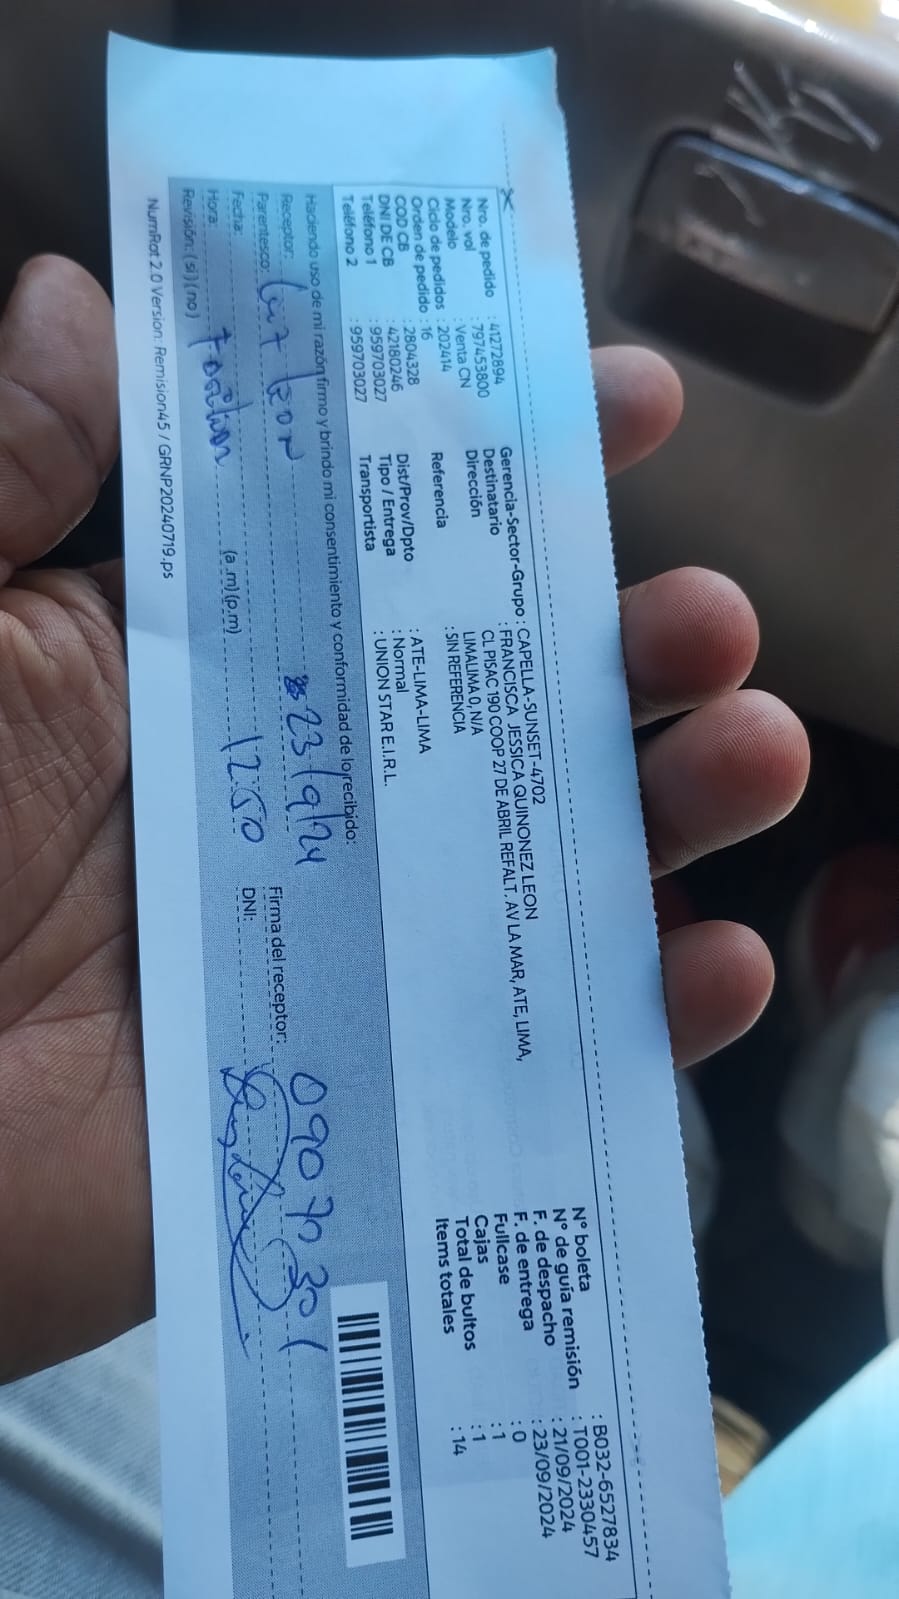 Nro. de pedido : 41272894
Nro. vol : 797453800
Modelo : Venta CN
Ciclo de pedidos : 202414
Orden de pedido : 16
COD CB : 2804328
DNI DE CB : 42180246
Teléfono 1 : 959703027
Teléfono 2 : 959703027
Gerencia-Sector-Grupo : CAPELLA-SUNSET-4702
Destinatario : FRANCISCA JESSICA QUINONEZ LEON
Dirección CL PISAC 190 COOP 27 DE ABRIL REFALT. AV LA MAR, ATE, LIMA,
LIMALIMA 0, N/A
Referencia : SIN REFERENCIA
Dist/Prov/Dpto : ATE-LIMA-LIMA
Tipo / Entrega : Normal
Transportista : UNION STAR E.I.R.L.
N° boleta : B032-6527834
N° de guía remisión : T001-2330457
F. de despacho : 21/09/2024
F. de entrega : 23/09/2024
Fullcase : 0
Cajas : 1
Total de bultos : 1
Items totales : 14
Haciendo uso de mi razón firmo y brindo mi consentimiento y conformidad de lo recibido:
Receptor:
Parentesco: 23/9/24
Firma del receptor: 09070301
Fecha:
Hora: (a .m) (p.m) 12:50
DNI:
Revisión: (si) (no)
NumRot 2.0 Version: Remision45 / GRNP20240719.ps